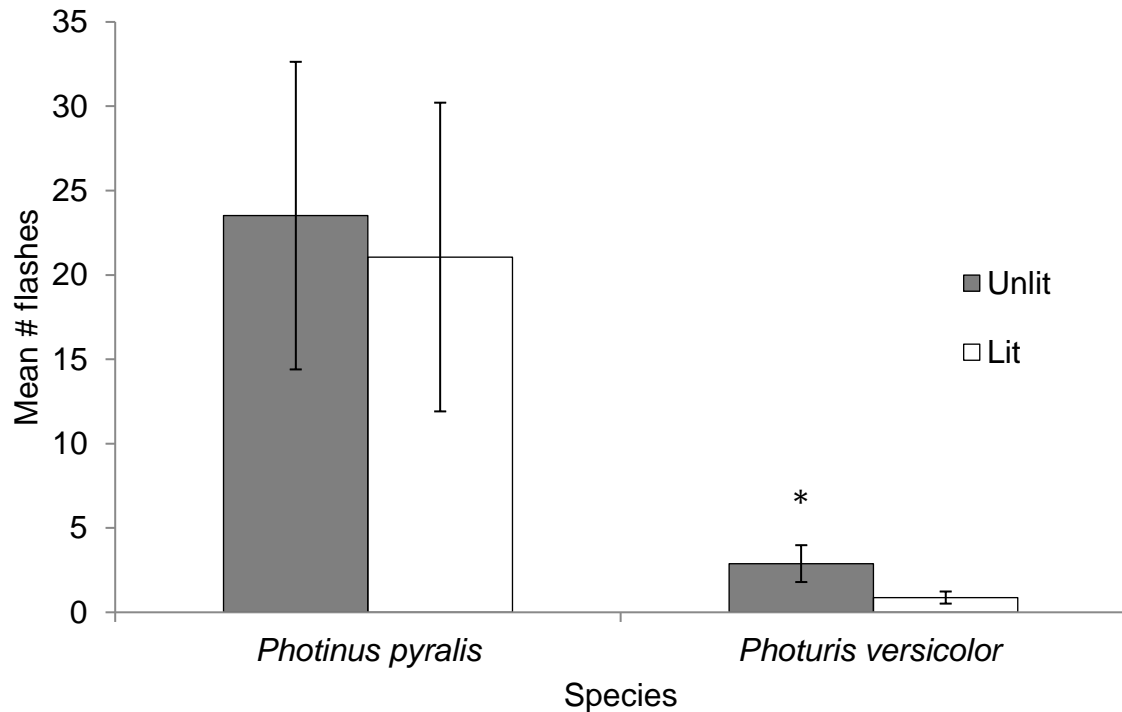 35
30
25
20
15
10
5
0
Mean # flashes
*
Unlit
Lit
Photinus pyralis
Photuris versicolor
Species